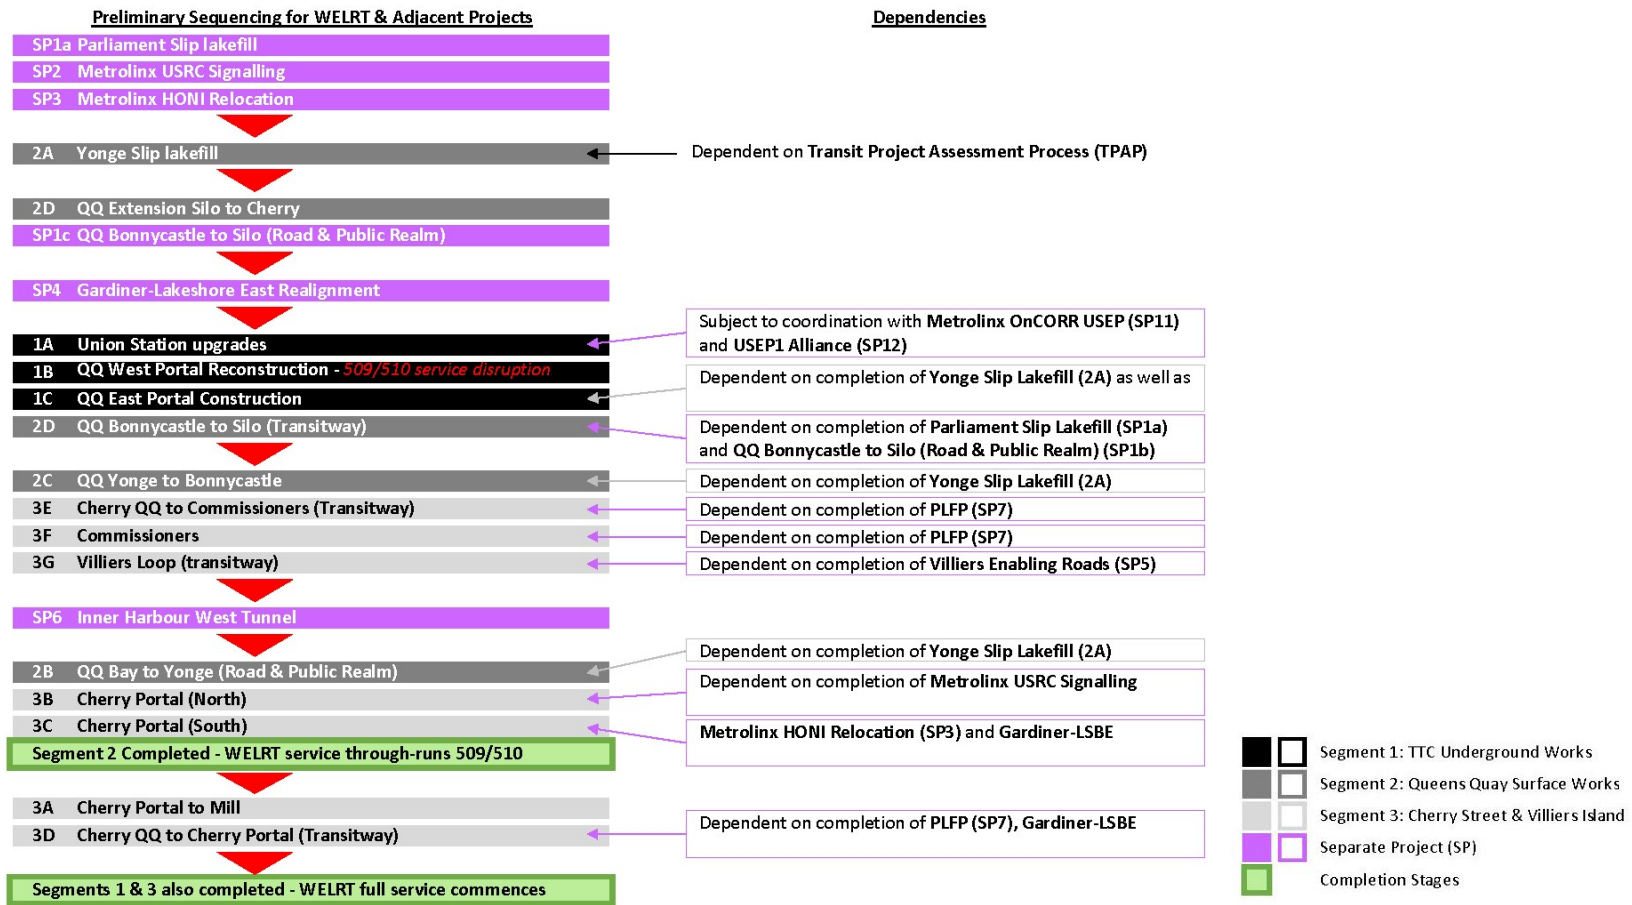 Preliminary Sequencing for WELRT & Adjacent Projects
Dependencies
SP1a Parliament Slip lakefill
SP2 Metrolinx USRC Signalling
SP3 Metrolinx HONI Relocation
2A Yonge Slip lakefill
Dependent on Transit Project Assessment Process (TPAP)
2D QQ Extension Silo to Cherry
SP1c QQ Bonnycastle to Silo (Road & Public Realm)
SP4 Gardiner-Lakeshore East Realignment
1A Union Station upgrades
Subject to coordination with Metrolinx OnCORR USEP (SP11)
and USEP1 Alliance (SP12)
1B QQ West Portal Reconstruction - 509/510 service disruption
1C QQ East Portal Construction
Dependent on completion of Yonge Slip Lakefill (2A) as well as
2D QQ Bonnycastle to Silo (Transitway)
Dependent on completion of Parliament Slip Lakefill (SP1a)
and QQ Bonnycastle to Silo (Road & Public Realm) (SP1b)
2C QQ Yonge to Bonnycastle
Dependent on completion of Yonge Slip Lakefill (2A)
3E Cherry QQ to Commissioners (Transitway)
Dependent on completion of PLFP (SP7)
3F Commissioners
Dependent on completion of PLFP (SP7)
3G Villiers Loop (transitway)
Dependent on completion of Villiers Enabling Roads (SP5)
SP6 Inner Harbour West Tunnel
2B QQ Bay to Yonge (Road & Public Realm)
Dependent on completion of Yonge Slip Lakefill (2A)
3B Cherry Portal (North)
Dependent on completion of Metrolinx USRC Signalling
3C Cherry Portal (South)
Metrolinx HONI Relocation (SP3) and Gardiner-LSBE
Segment 2 Completed - WELRT service through-runs 509/510
3A Cherry Portal to Mill
3D Cherry QQ to Cherry Portal (Transitway)
Dependent on completion of PLFP (SP7), Gardiner-LSBE
Segments 1 & 3 also completed - WELRT full service commences
Segment 1: TTC Underground Works
Segment 2: Queens Quay Surface Works
Segment 3: Cherry Street & Villiers Island
Separate Project (SP)
Completion Stages